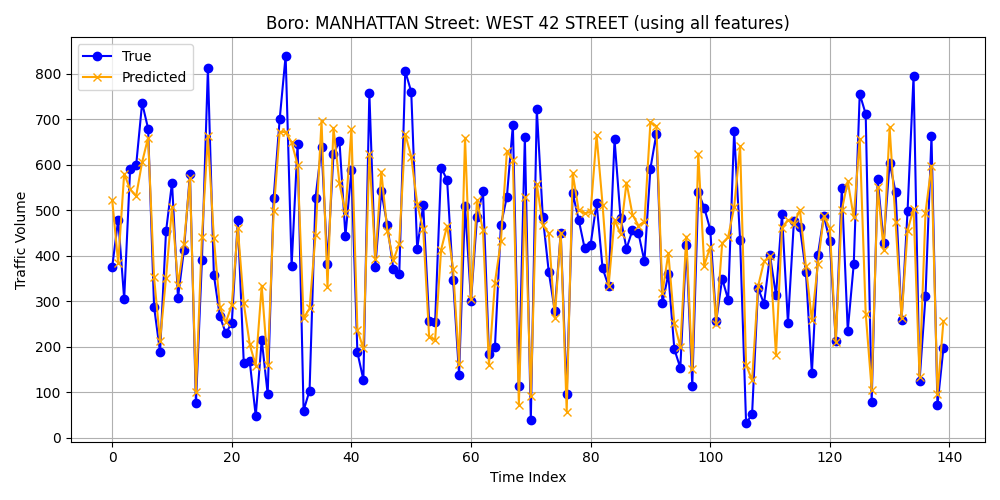 Boro: MANHATTAN Street: WEST 42 STREET (using all features)
True
Predicted
Traffic Volume
800
700
600
500
400
300
200
100
0
0 20 40 60 80 100 120 140
Time Index